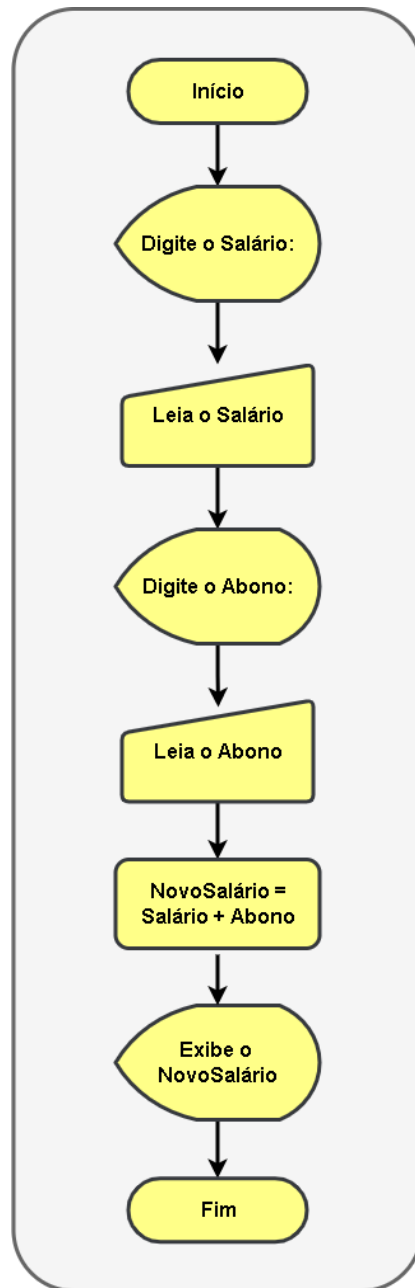 Início
Digite o Salário:
Leia o Salário
Digite o Abono:
Leia o Abono
NovoSalário =
Salário + Abono
Exibe o
NovoSalário
Fim